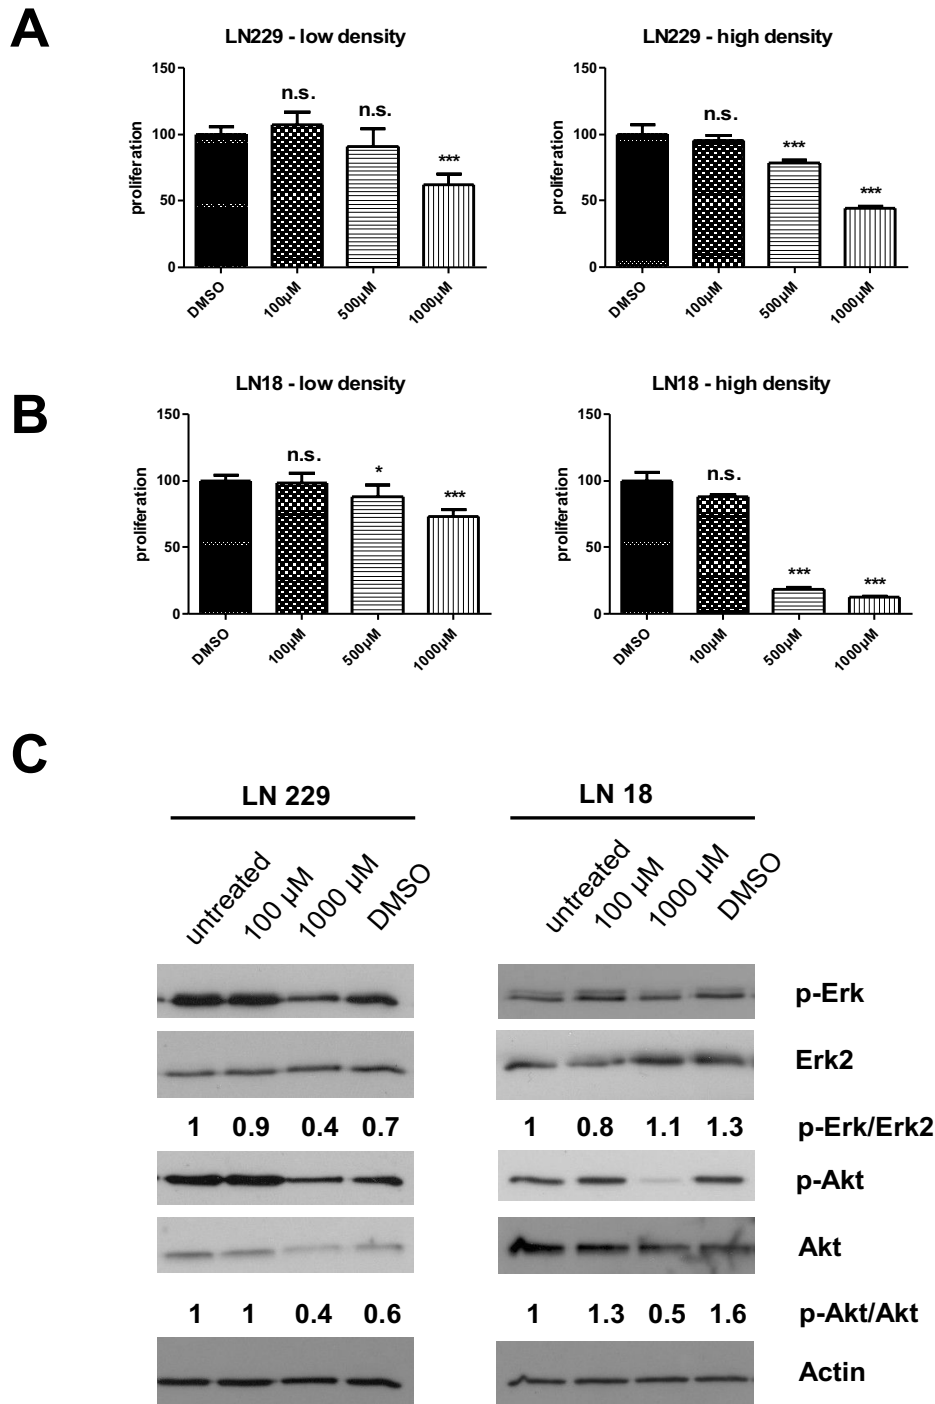 A
LN229 - low density
LN229 - high density
150
100
50
0
proliferation
n.s.
n.s.
***
DMSO
100µM
500µM
1000µM
150
100
50
0
proliferation
n.s.
***
***
DMSO
100µM
500µM
1000µM
B
LN18 - low density
LN18 - high density
150
100
50
0
proliferation
n.s.
*
***
DMSO
100µM
500µM
1000µM
150
100
50
0
proliferation
n.s.
***
***
DMSO
100µM
500µM
1000µM
C
LN 229
LN 18
untreated
100 µM
1000 µM
DMSO
untreated
100 µM
1000 µM
DMSO
p-Erk
Erk2
1 0.9 0.4 0.7 1 0.8 1.1 1.3 p-Erk/Erk2
p-Akt
Akt
1 1 0.4 0.6 1 1.3 0.5 1.6 p-Akt/Akt
Actin